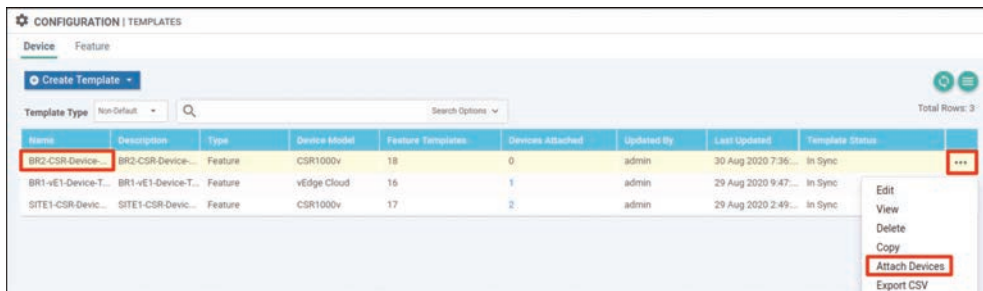 CONFIGURATION | TEMPLATES
Device Feature
Create Template
Template Type Non-Default Search Options Total Rows: 3
Name Description Type Device Model Feature Templates Devices Attached Updated By Last Updated Template Status
BR2-CSR-Device-... BR2-CSR-Device-... Feature CSR1000v 18 0 admin 30 Aug 2020 7:36:... In Sync ...
BR1-vE1-Device-T... BR1-vE1-Device-T... Feature vEdge Cloud 16 1 admin 29 Aug 2020 9:47:... In Sync
SITE1-CSR-Devic... SITE1-CSR-Devic... Feature CSR1000v 17 2 admin 29 Aug 2020 2:49:... In Sync
Edit
View
Delete
Copy
Attach Devices
Export CSV